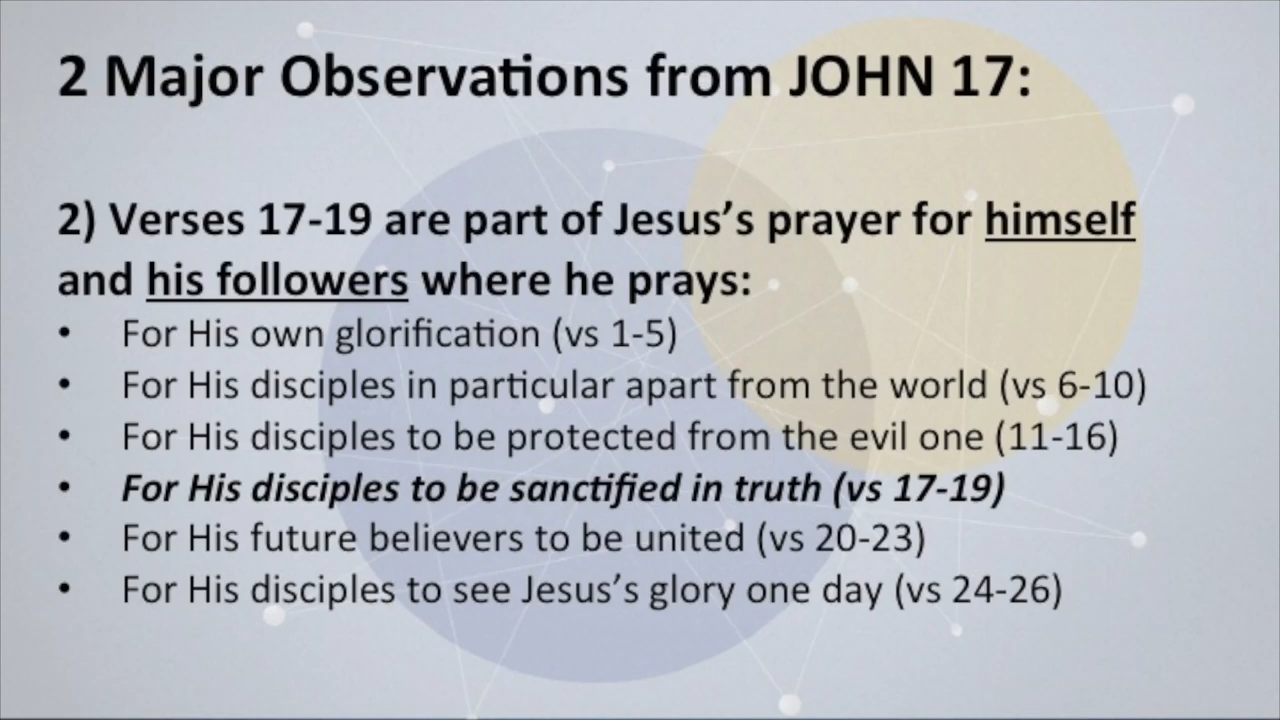 2 Major Observations from JOHN 17:
2) Verses 17-19 are part of Jesus’s prayer for himself
and his followers where he prays:
• For His own glorification (vs 1-5)
• For His disciples in particular apart from the world (vs 6-10)
• For His disciples to be protected from the evil one (11-16)
• For His disciples to be sanctified in truth (vs 17-19)
• For His future believers to be united (vs 20-23)
• For His disciples to see Jesus’s glory one day (vs 24-26)